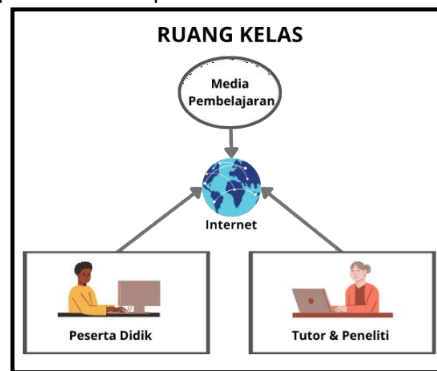 RUANG KELAS
Media
Pembelajaran
Internet
Peserta Didik
Tutor & Peneliti